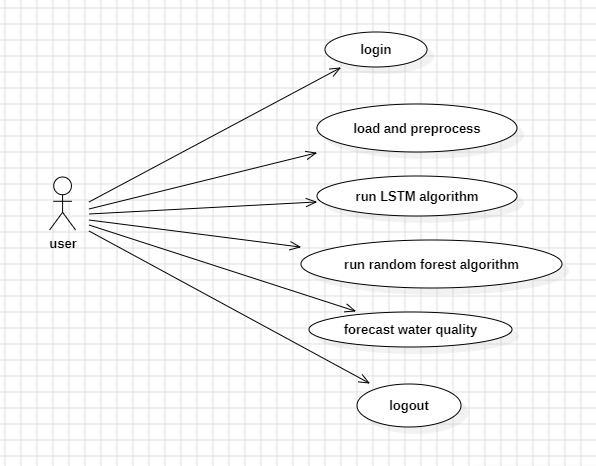 login
load and preprocess
run LSTM algorithm
user
run random forest algorithm
forecast water quality
logout